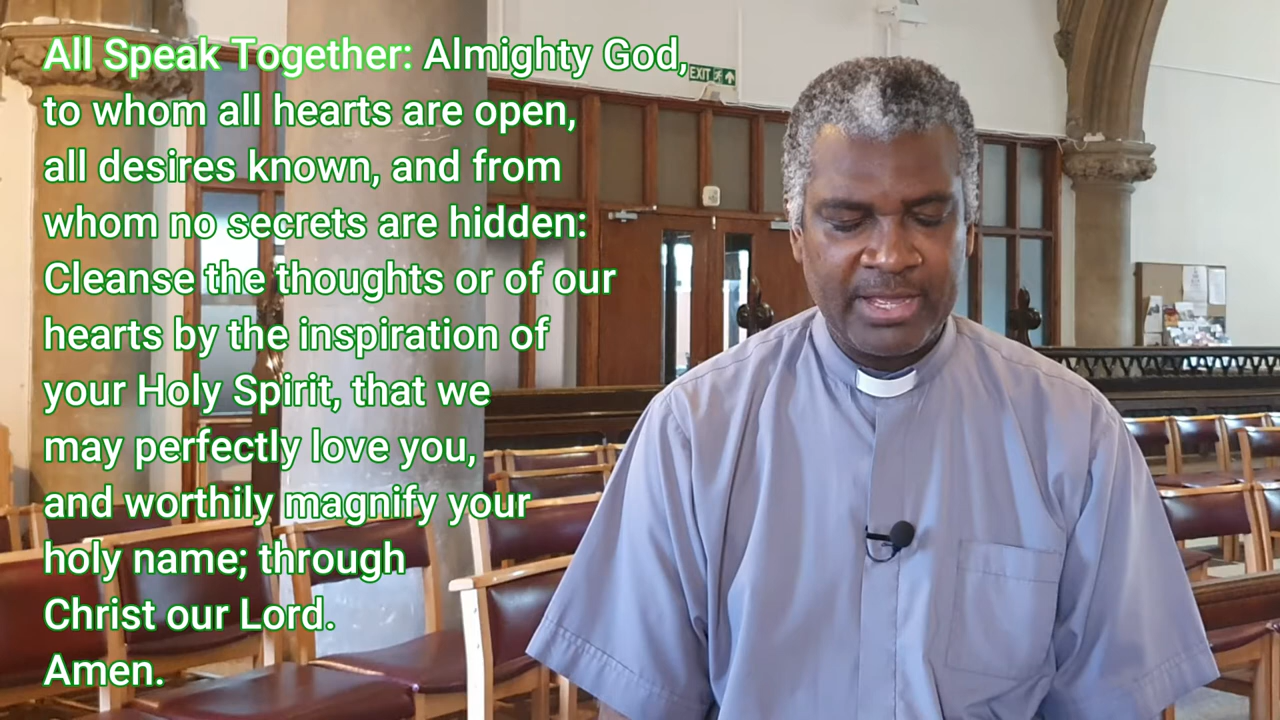 All Speak Together: Almighty God,
to whom all hearts are open,
all desires known, and from
whom no secrets are hidden:
Cleanse the thoughts or of our
hearts by the inspiration of
your Holy Spirit, that we
may perfectly love you,
and worthily magnify your
holy name; through
Christ our Lord.
Amen.
EXIT